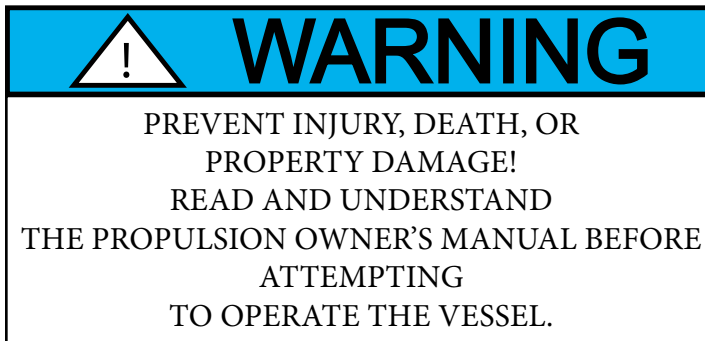 ! WARNING
PREVENT INJURY, DEATH, OR
PROPERTY DAMAGE!
READ AND UNDERSTAND
THE PROPULSION OWNER’S MANUAL BEFORE
ATTEMPTING
TO OPERATE THE VESSEL.